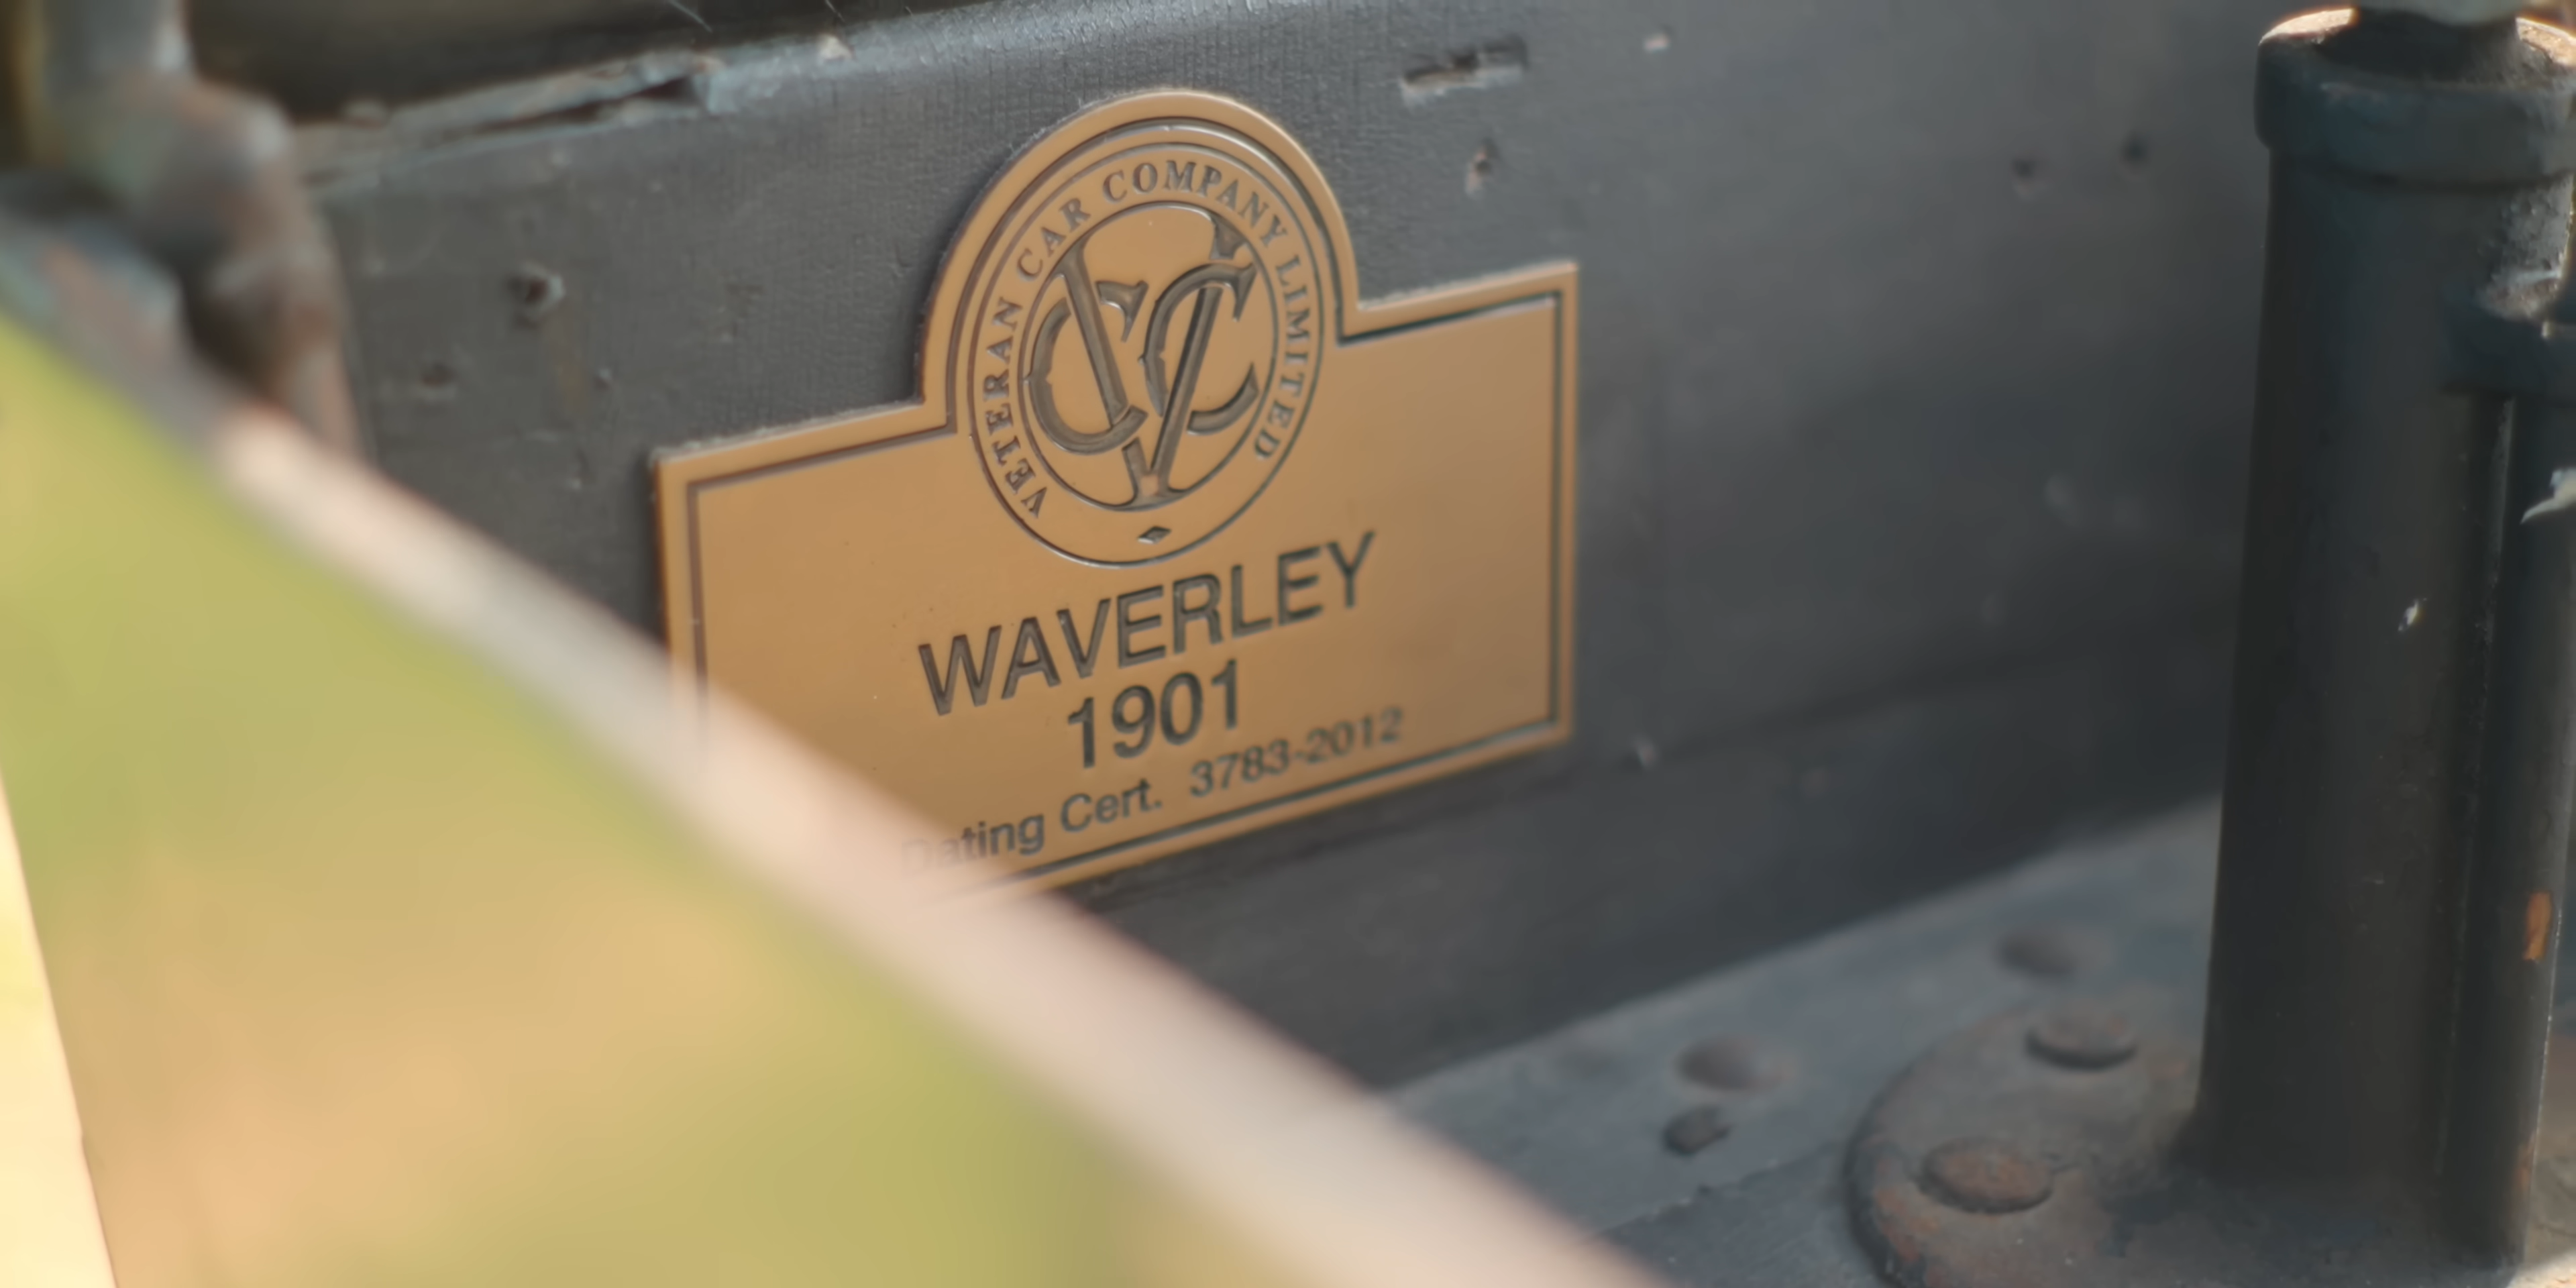 VETERAN CAR COMPANY LIMITED
VCC
WAVERLEY
1901
Dating Cert. 3783-2012